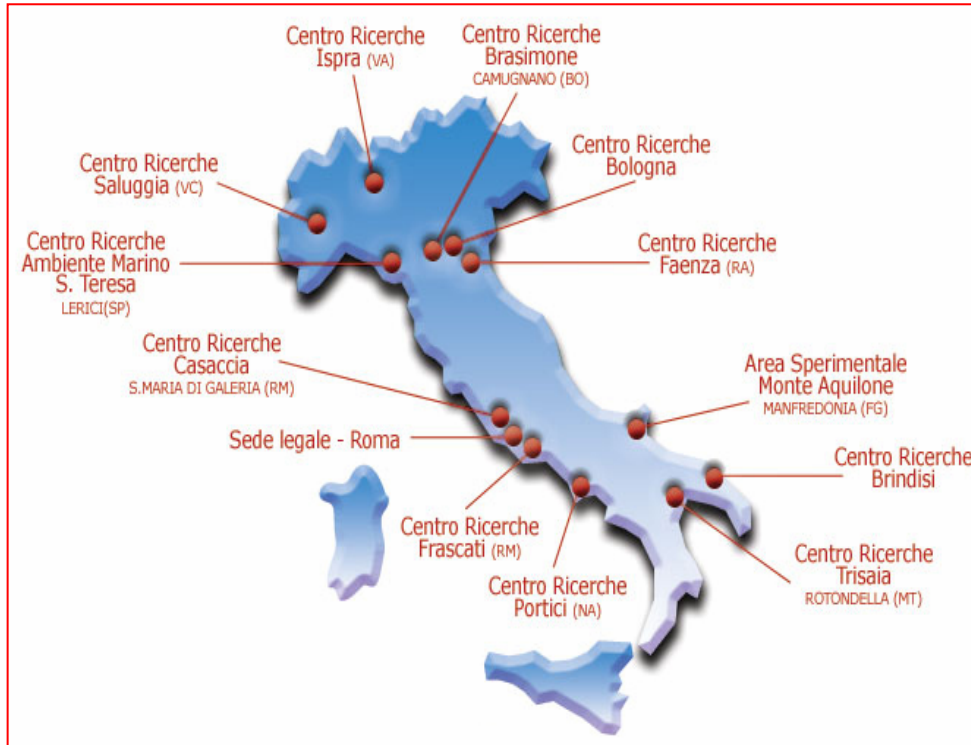 Centro Ricerche
Ispra (VA)
Centro Ricerche
Brasimone
CAMUGNANO (BO)
Centro Ricerche
Bologna
Centro Ricerche
Saluggia (VC)
Centro Ricerche
Ambiente Marino
S. Teresa
LERICI(SP)
Centro Ricerche
Faenza (RA)
Centro Ricerche
Casaccia
S.MARIA DI GALERIA (RM)
Area Sperimentale
Monte Aquilone
MANFREDONIA (FG)
Sede legale - Roma
Centro Ricerche
Brindisi
Centro Ricerche
Frascati (RM)
Centro Ricerche
Portici (NA)
Centro Ricerche
Trisaia
ROTONDELLA (MT)